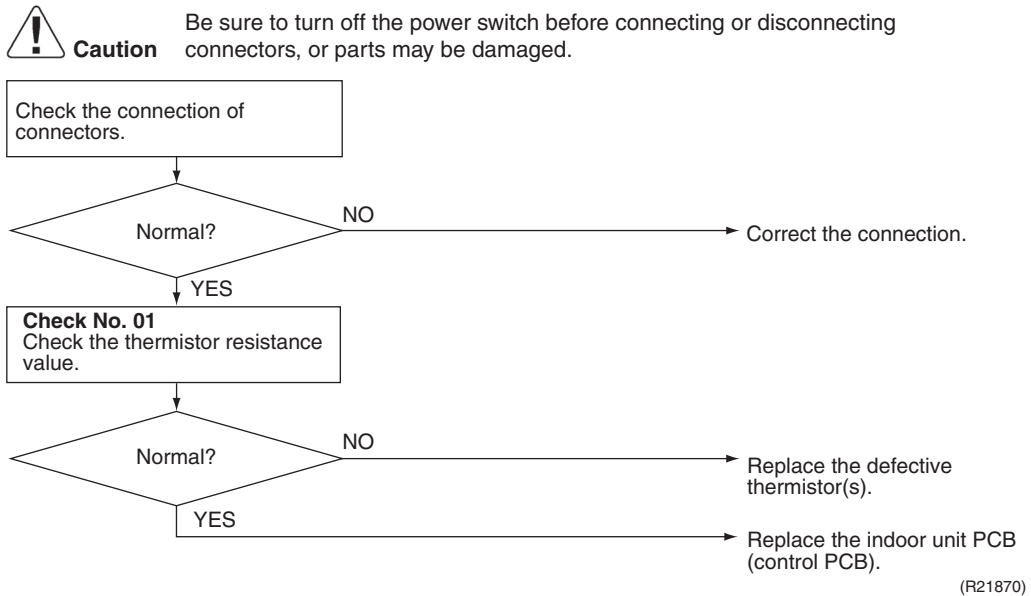 Be sure to turn off the power switch before connecting or disconnecting
Caution connectors, or parts may be damaged.
Check the connection of
connectors.
NO
Normal?
Correct the connection.
YES
Check No. 01
Check the thermistor resistance
value.
NO
Normal?
Replace the defective
thermistor(s).
YES
Replace the indoor unit PCB
(control PCB).
(R21870)